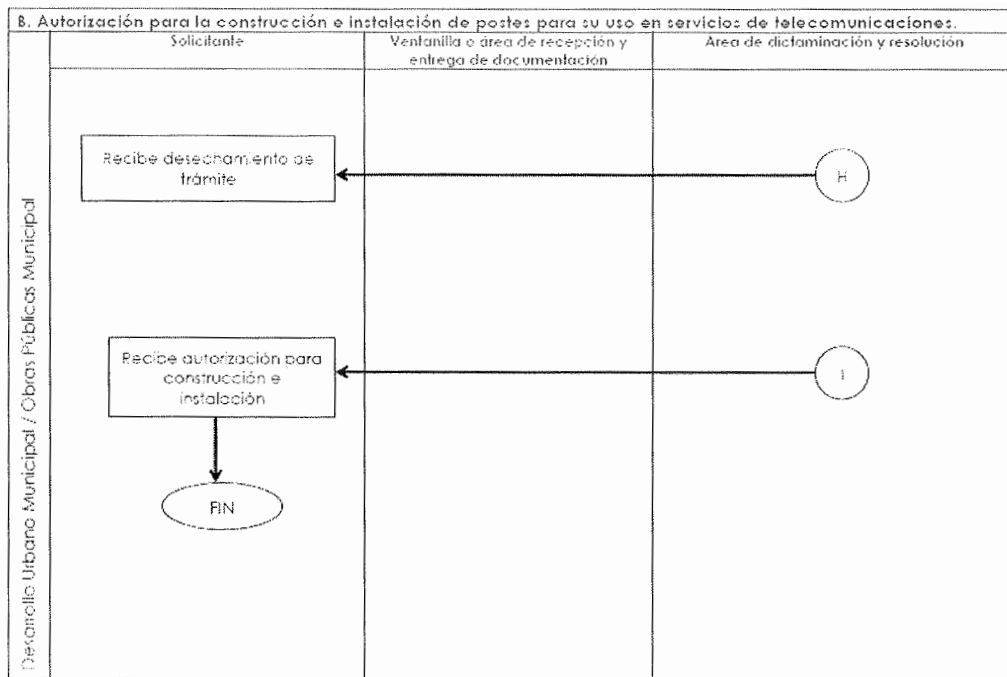 B. Autorización para la construcción e instalación de postes para su uso en servicios de telecomunicaciones.
Solicitante
Ventanilla o área de recepción y
entrega de documentación
Área de dictaminación y resolución
Desarrollo Urbano Municipal / Obras Públicas Municipal
Recibe desechamiento de
trámite
H
Recibe autorización para
construcción e
instalación
I
FIN